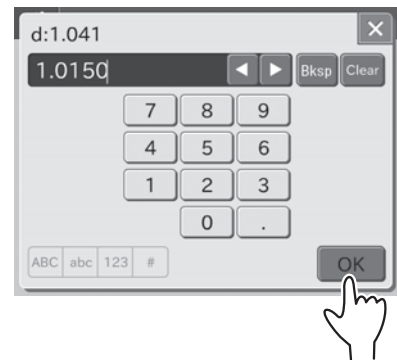 d:1.041 ×
1.0150 ◀ ▶ Bksp Clear
7 8 9
4 5 6
1 2 3
0 .
ABC abc 123 #
OK